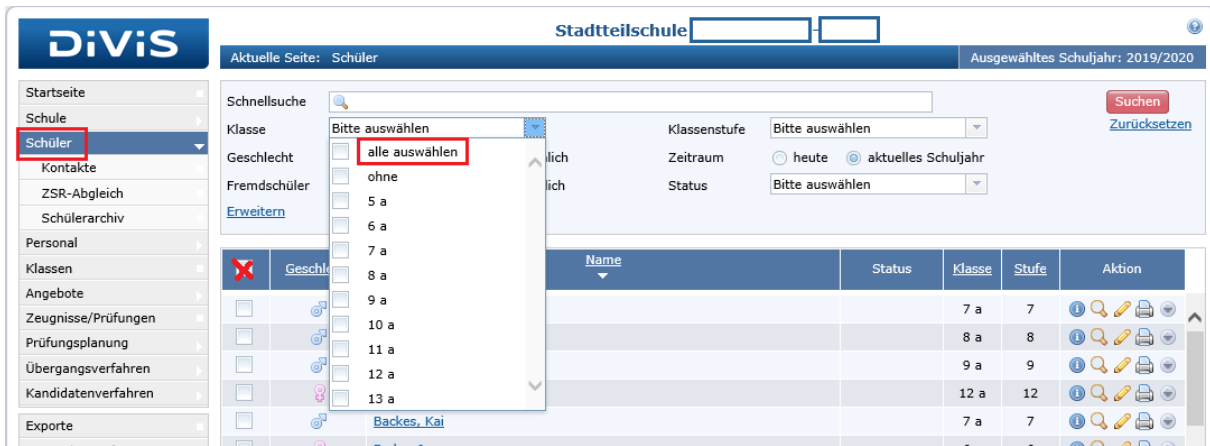 DiViS
Stadtteilschule -
Aktuelle Seite: Schüler
Ausgewähltes Schuljahr: 2019/2020
Startseite
Schule
Schüler
Kontakte
ZSR-Abgleich
Schülerarchiv
Personal
Klassen
Angebote
Zeugnisse/Prüfungen
Prüfungsplanung
Übergangsverfahren
Kandidatenverfahren
Exporte
Schnellsuche
Suchen
Klasse Bitte auswählen Klassenstufe Bitte auswählen
Zurücksetzen
Geschlecht lich Zeitraum heute aktuelles Schuljahr
Fremdschüler lich Status Bitte auswählen
Erweitern
alle auswählen
ohne
5 a
6 a
7 a
8 a
9 a
10 a
11 a
12 a
13 a
Geschle Name Status Klasse Stufe Aktion
7 a 7
8 a 8
9 a 9
12 a 12
Backes, Kai 7 a 7